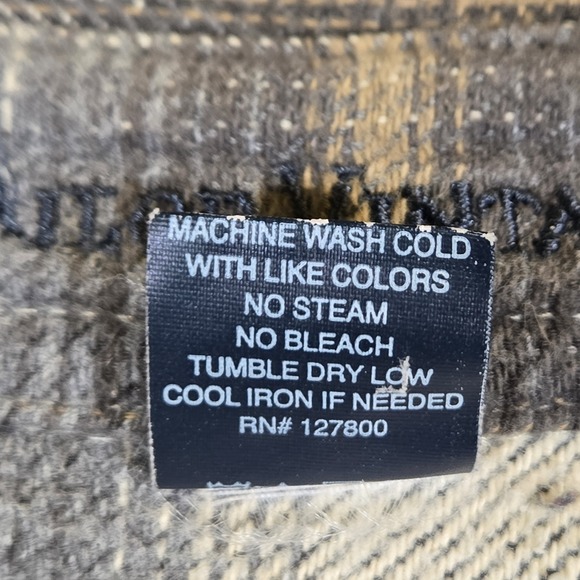 MACHINE WASH COLD
WITH LIKE COLORS
NO STEAM
NO BLEACH
TUMBLE DRY LOW
COOL IRON IF NEEDED
RN# 127800